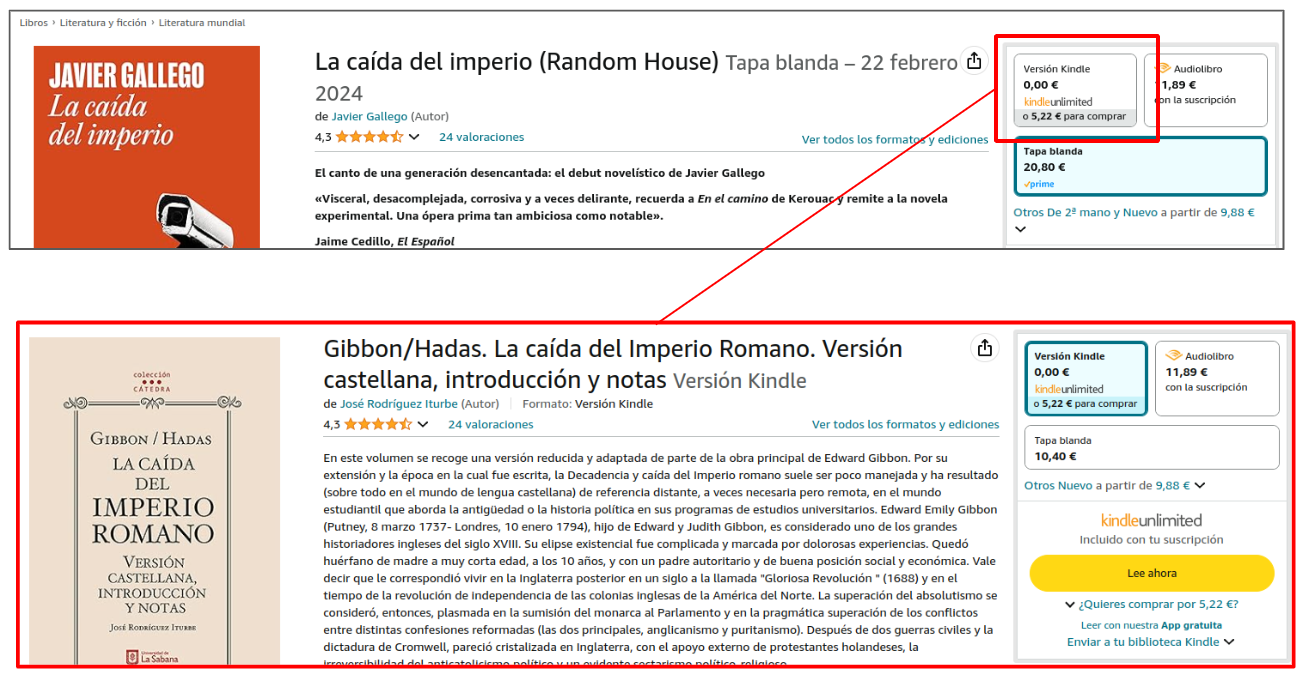 Libros › Literatura y ficción › Literatura mundial
JAVIER GALLEGO
La caída
del imperio
La caída del imperio (Random House) Tapa blanda – 22 febrero
2024
de Javier Gallego (Autor)
4,3 24 valoraciones
Ver todos los formatos y ediciones
El canto de una generación desencantada: el debut novelístico de Javier Gallego
«Visceral, desacomplejada, corrosiva y a veces delirante, recuerda a En el camino de Kerouac y remite a la novela
experimental. Una ópera prima tan ambiciosa como notable».
Jaime Cedillo, El Español
Versión Kindle
0,00 €
kindleunlimited
o 5,22 € para comprar
Audiolibro
11,89 €
con la suscripción
Tapa blanda
20,80 €
prime
Otros De 2ª mano y Nuevo a partir de 9,88 €
colección
CÁTEDRA
GIBBON / HADAS
LA CAÍDA
DEL
IMPERIO
ROMANO
VERSIÓN
CASTELLANA,
INTRODUCCIÓN
Y NOTAS
JOSÉ RODRÍGUEZ ITURBE
Universidad de
La Sabana
Gibbon/Hadas. La caída del Imperio Romano. Versión
castellana, introducción y notas Versión Kindle
de José Rodríguez Iturbe (Autor) Formato: Versión Kindle
4,3 24 valoraciones
Ver todos los formatos y ediciones
En este volumen se recoge una versión reducida y adaptada de parte de la obra principal de Edward Gibbon. Por su
extensión y la época en la cual fue escrita, la Decadencia y caída del Imperio romano suele ser poco manejada y ha resultado
(sobre todo en el mundo de lengua castellana) de referencia distante, a veces necesaria pero remota, en el mundo
estudiantil que aborda la antigüedad o la historia política en sus programas de estudios universitarios. Edward Emily Gibbon
(Putney, 8 marzo 1737- Londres, 10 enero 1794), hijo de Edward y Judith Gibbon, es considerado uno de los grandes
historiadores ingleses del siglo XVIII. Su elipse existencial fue complicada y marcada por dolorosas experiencias. Quedó
huérfano de madre a muy corta edad, a los 10 años, y con un padre autoritario y de buena posición social y económica. Vale
decir que le correspondió vivir en la Inglaterra posterior en un siglo a la llamada "Gloriosa Revolución " (1688) y en el
tiempo de la revolución de independencia de las colonias inglesas de la América del Norte. La superación del absolutismo se
consideró, entonces, plasmada en la sumisión del monarca al Parlamento y en la pragmática superación de los conflictos
entre distintas confesiones reformadas (las dos principales, anglicanismo y puritanismo). Después de dos guerras civiles y la
dictadura de Cromwell, pareció cristalizada en Inglaterra, con el apoyo externo de protestantes holandeses, la
irreversibilidad del anticatolicismo político y un evidente sectarismo político-religioso.
Versión Kindle
0,00 €
kindleunlimited
o 5,22 € para comprar
Audiolibro
11,89 €
con la suscripción
Tapa blanda
10,40 €
Otros Nuevo a partir de 9,88 €
kindleunlimited
Incluido con tu suscripción
Lee ahora
¿Quieres comprar por 5,22 €?
Leer con nuestra App gratuita
Enviar a tu biblioteca Kindle